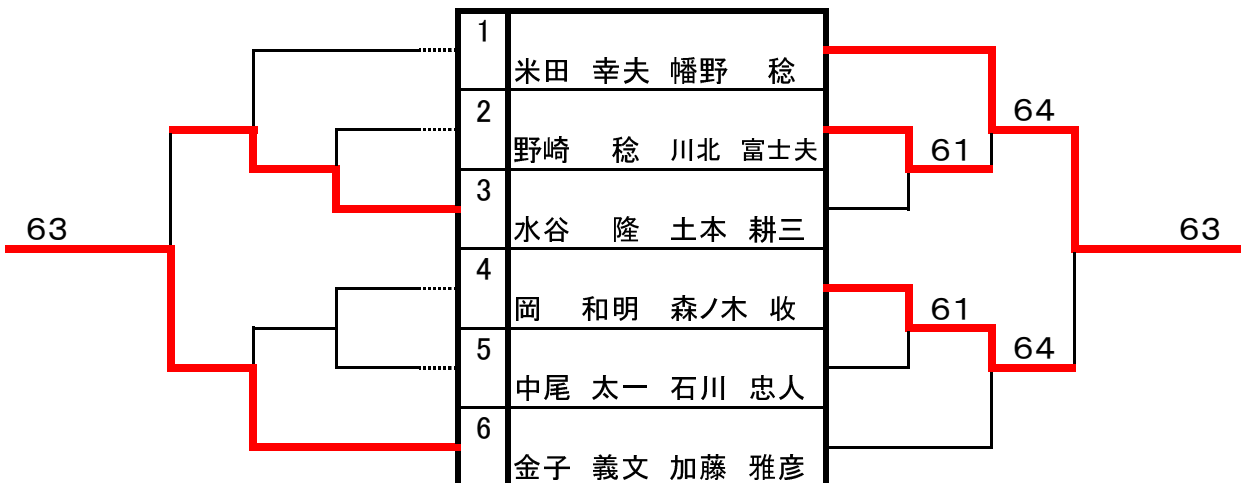 1
米田 幸夫 幡野 稔
64
2
野崎 稔 川北 富士夫
61
3
水谷 隆 土本 耕三
63
63
4
岡 和明 森ノ木 収
61
5
中尾 太一 石川 忠人
64
6
金子 義文 加藤 雅彦